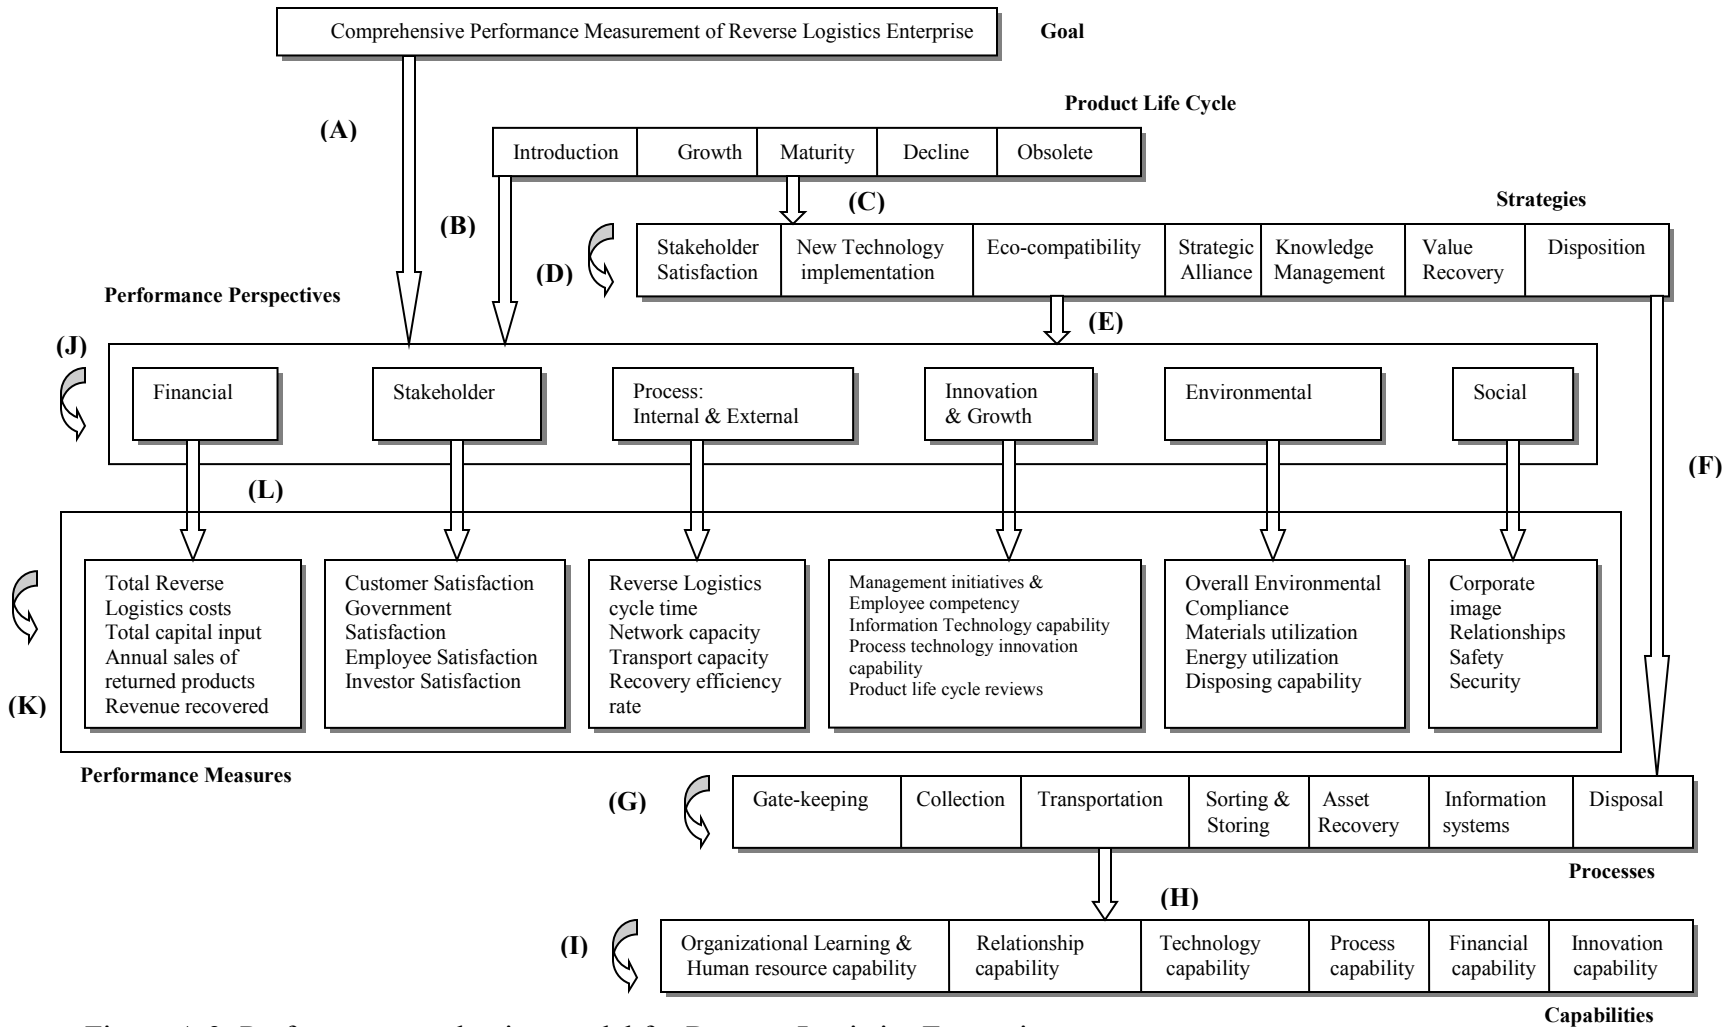 Comprehensive Performance Measurement of Reverse Logistics Enterprise
Goal
Product Life Cycle
(A)
Introduction
Growth
Maturity
Decline
Obsolete
(B)
(C)
Strategies
(D)
Stakeholder
Satisfaction
New Technology
implementation
Eco-compatibility
Strategic
Alliance
Knowledge
Management
Value
Recovery
Disposition
Performance Perspectives
(E)
(F)
(J)
Financial
Stakeholder
Process:
Internal & External
Innovation
& Growth
Environmental
Social
(L)
Total Reverse
Logistics costs
Total capital input
Annual sales of
returned products
Revenue recovered
Customer Satisfaction
Government
Satisfaction
Employee Satisfaction
Investor Satisfaction
Reverse Logistics
cycle time
Network capacity
Transport capacity
Recovery efficiency
rate
Management initiatives &
Employee competency
Information Technology capability
Process technology innovation
capability
Product life cycle reviews
Overall Environmental
Compliance
Materials utilization
Energy utilization
Disposing capability
Corporate
image
Relationships
Safety
Security
(K)
Performance Measures
(G)
Gate-keeping
Collection
Transportation
Sorting &
Storing
Asset
Recovery
Information
systems
Disposal
Processes
(H)
(I)
Organizational Learning &
Human resource capability
Relationship
capability
Technology
capability
Process
capability
Financial
capability
Innovation
capability
Capabilities